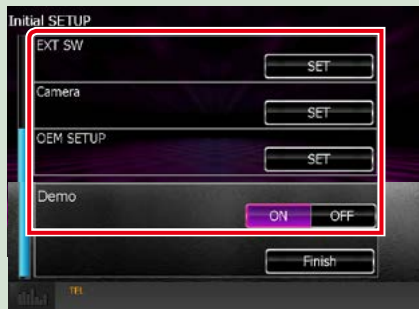 Initial SETUP
EXT SW
SET
Camera
SET
OEM SETUP
SET
Demo
ON OFF
Finish
TEL